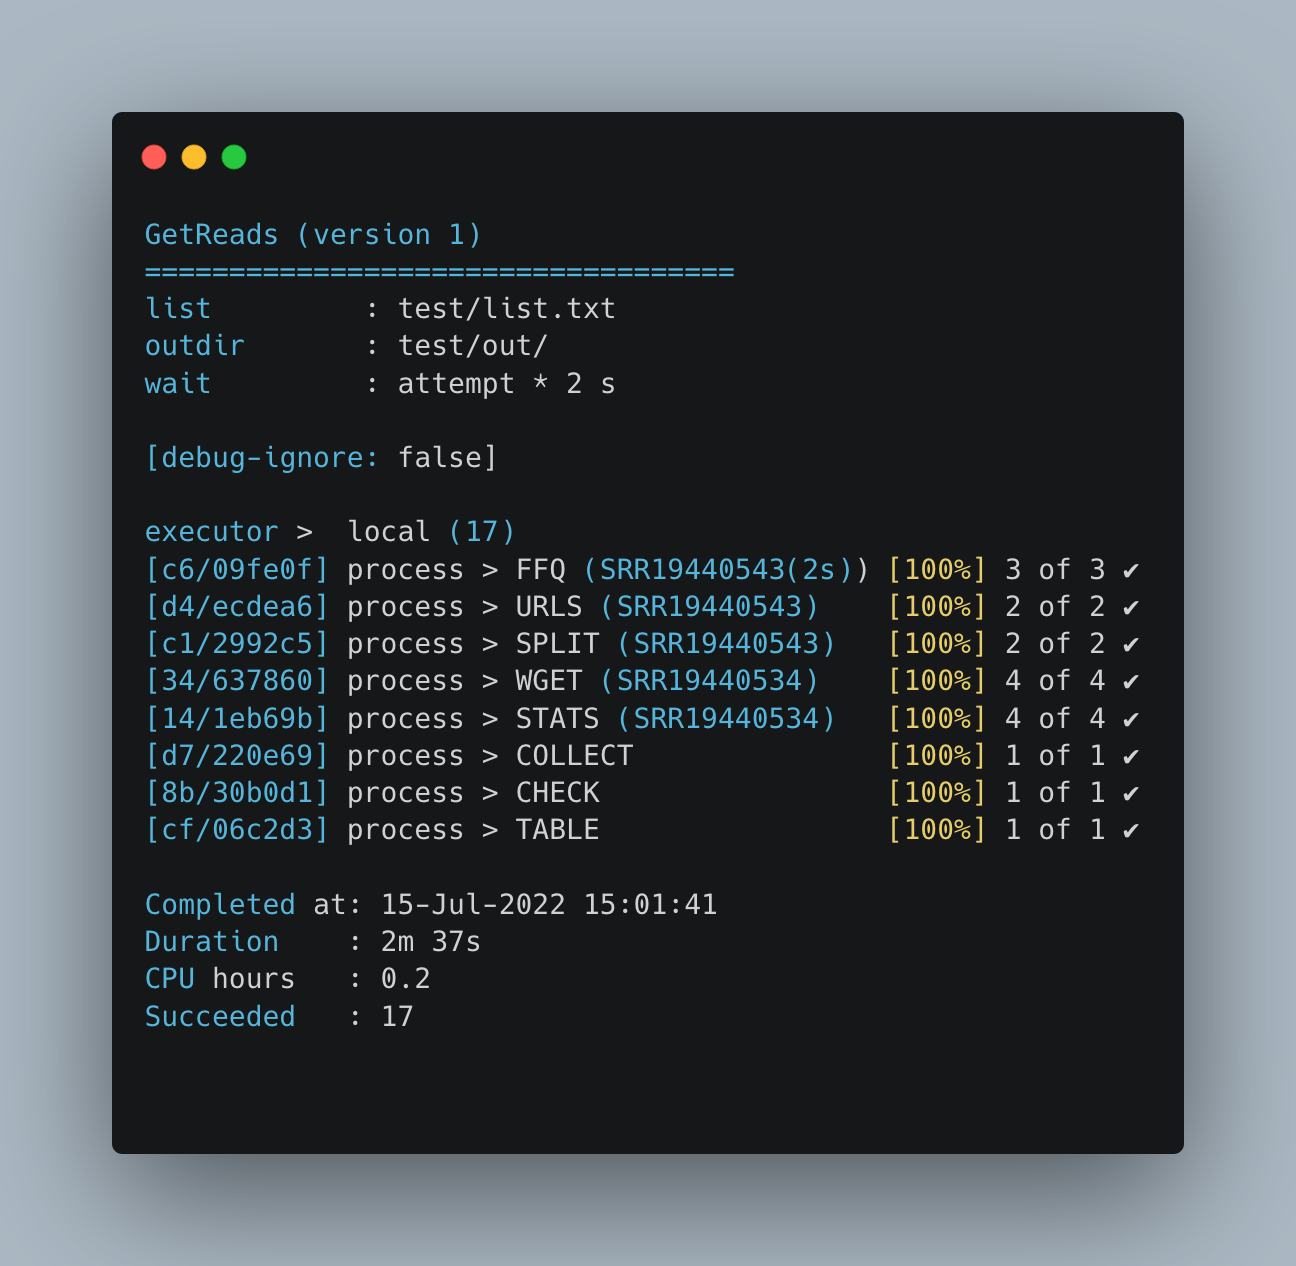 GetReads (version 1)
===================================
list         : test/list.txt
outdir       : test/out/
wait         : attempt * 2 s
[debug-ignore: false]
executor >  local (17)
[c6/09fe0f] process > FFQ (SRR19440543(2s)) [100%] 3 of 3 ✔
[d4/ecdea6] process > URLS (SRR19440543)    [100%] 2 of 2 ✔
[c1/2992c5] process > SPLIT (SRR19440543)   [100%] 2 of 2 ✔
[34/637860] process > WGET (SRR19440534)    [100%] 4 of 4 ✔
[14/1eb69b] process > STATS (SRR19440534)   [100%] 4 of 4 ✔
[d7/220e69] process > COLLECT               [100%] 1 of 1 ✔
[8b/30b0d1] process > CHECK                 [100%] 1 of 1 ✔
[cf/06c2d3] process > TABLE                 [100%] 1 of 1 ✔
Completed at: 15-Jul-2022 15:01:41
Duration    : 2m 37s
CPU hours   : 0.2
Succeeded   : 17